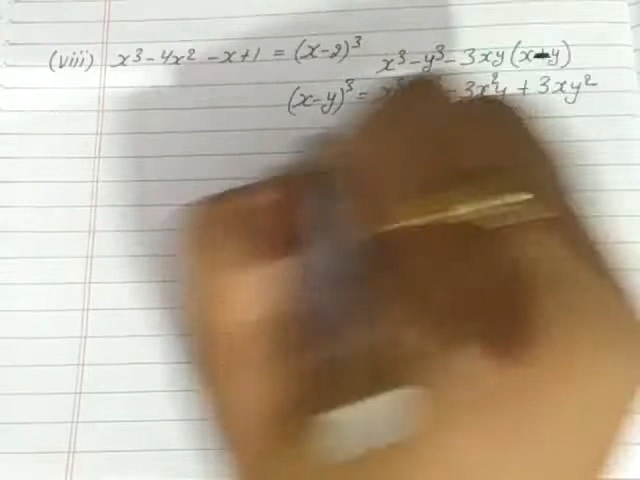 (viii) x³ - 4x² - x + 1 = (x-2)³
x³ - y³ - 3xy(x-y)
(x-y)³ = - 3x²y + 3xy²